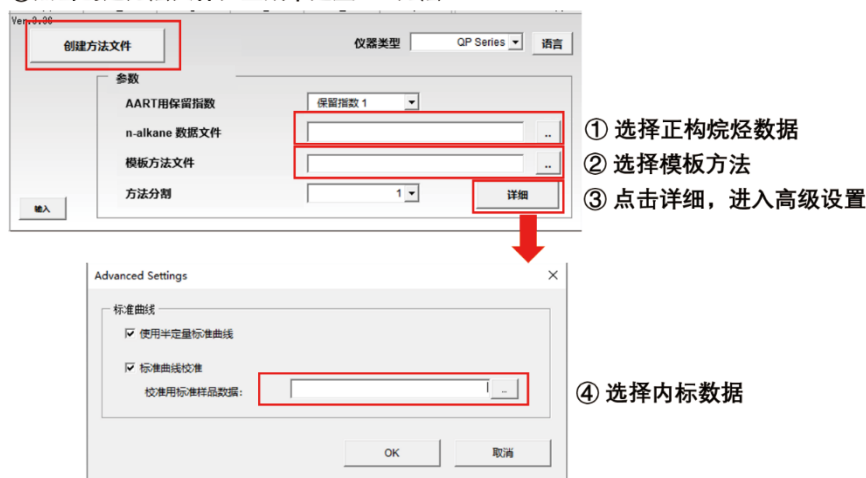 Ver.3.00
创建方法文件
仪器类型 QP Series 语言
参数
AART用保留指数 保留指数 1
n-alkane 数据文件 ..
模板方法文件 ..
方法分割 1 详细
输入
① 选择正构烷烃数据
② 选择模板方法
③ 点击详细，进入高级设置
Advanced Settings
标准曲线
使用半定量标准曲线
标准曲线校准
校准用标准样品数据: ..
④ 选择内标数据
OK 取消